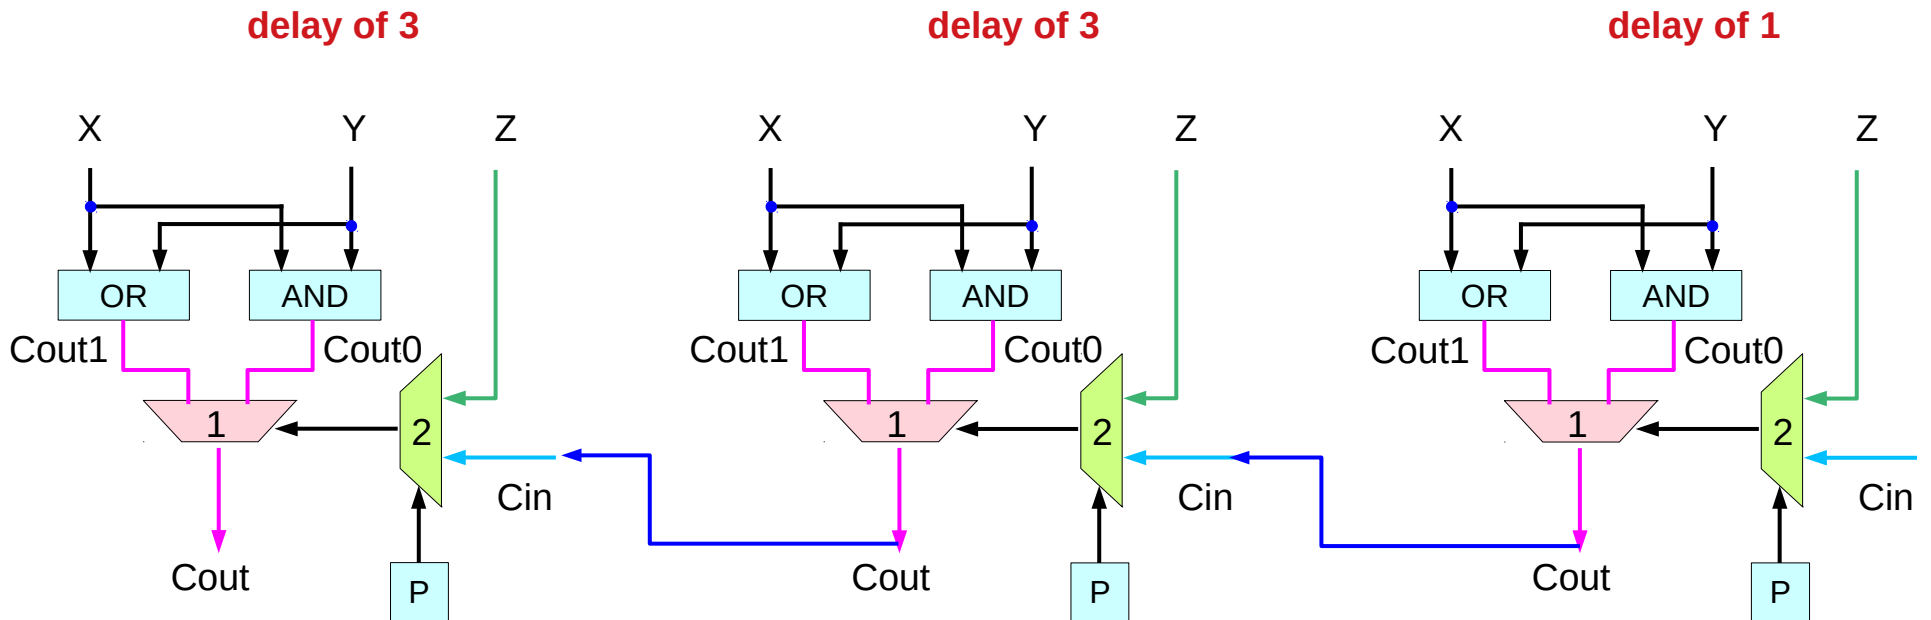 delay of 3 delay of 3 delay of 1
X Y Z X Y Z X Y Z
OR AND OR AND OR AND
Cout1 Cout0 Cout1 Cout0 Cout1 Cout0
1 2 1 2 1 2
Cin Cin Cin
Cout Cout Cout
P P P